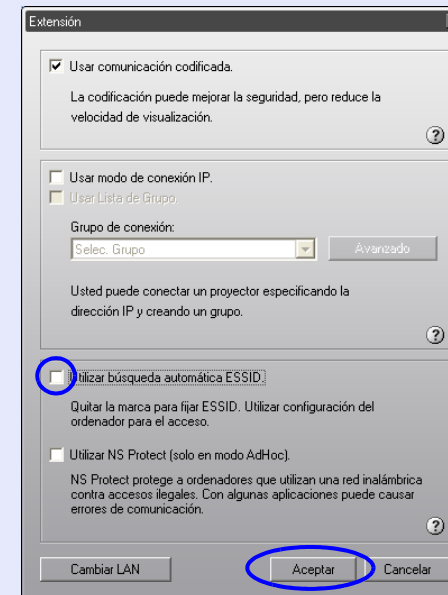 Extensión
Usar comunicación codificada.
La codificación puede mejorar la seguridad, pero reduce la
velocidad de visualización.
?
Usar modo de conexión IP.
Usar Lista de Grupo.
Grupo de conexión:
Selec. Grupo
Avanzado
Usted puede conectar un proyector especificando la
dirección IP y creando un grupo.
?
Utilizar búsqueda automática ESSID.
Quitar la marca para fijar ESSID. Utilizar configuración del
ordenador para el acceso.
Utilizar NS Protect (solo en modo AdHoc).
NS Protect protege a ordenadores que utilizan una red inalámbrica
contra accesos ilegales. Con algunas aplicaciones puede causar
errores de comunicación.
?
Cambiar LAN
Aceptar
Cancelar